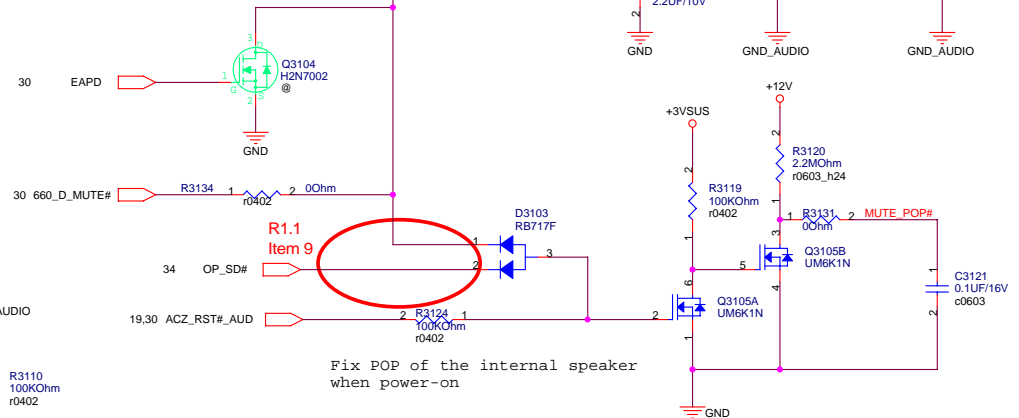 2
2.2UF/10V
GND
GND_AUDIO
GND_AUDIO
30 EAPD
3
D
1
G
2
S
Q3104
H2N7002
@
GND
+12V
+3VSUS
2
R3120
2.2MOhm
r0603_h24
1
30 660_D_MUTE#
R3134 1 2 0Ohm
r0402
2
R3119
100KOhm
r0402
1
1 R3131 2 MUTE_POP#
0Ohm
R1.1
Item 9
D3103
RB717F
1
2
3
34 OP_SD#
3
5
4
Q3105B
UM6K1N
1
C3121
0.1UF/16V
c0603
2
6
2
1
Q3105A
UM6K1N
AUDIO
19,30 ACZ_RST#_AUD
2 R3124 1
100KOhm
r0402
Fix POP of the internal speaker
when power-on
R3110
100KOhm
r0402
GND